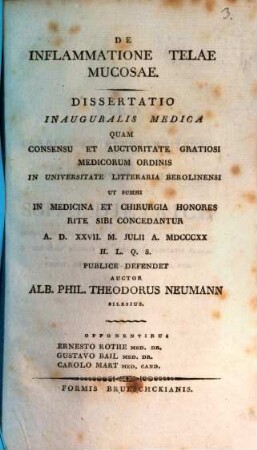 3.
DE
INFLAMMATIONE TELAE
MUCOSAE.
DISSERTATIO
INAUGURALIS MEDICA
QUAM
CONSENSU ET AUCTORITATE GRATIOSI
MEDICORUM ORDINIS
IN UNIVERSITATE LITTERARIA BEROLINENSI
UT SUMMI
IN MEDICINA ET CHIRURGIA HONORES
RITE SIBI CONCEDANTUR
A. D. XXVII. M. JULII A. MDCCCXX
H. L. Q. S.
PUBLICE DEFENDET
AUCTOR
ALB. PHIL. THEODORUS NEUMANN
SILESIUS.
OPPONENTIBUS
ERNESTO ROTHE MED. DR.
GUSTAVO BAIL MED. DR.
CAROLO MART MED. CAND.
FORMIS BRUESCHCKIANIS.